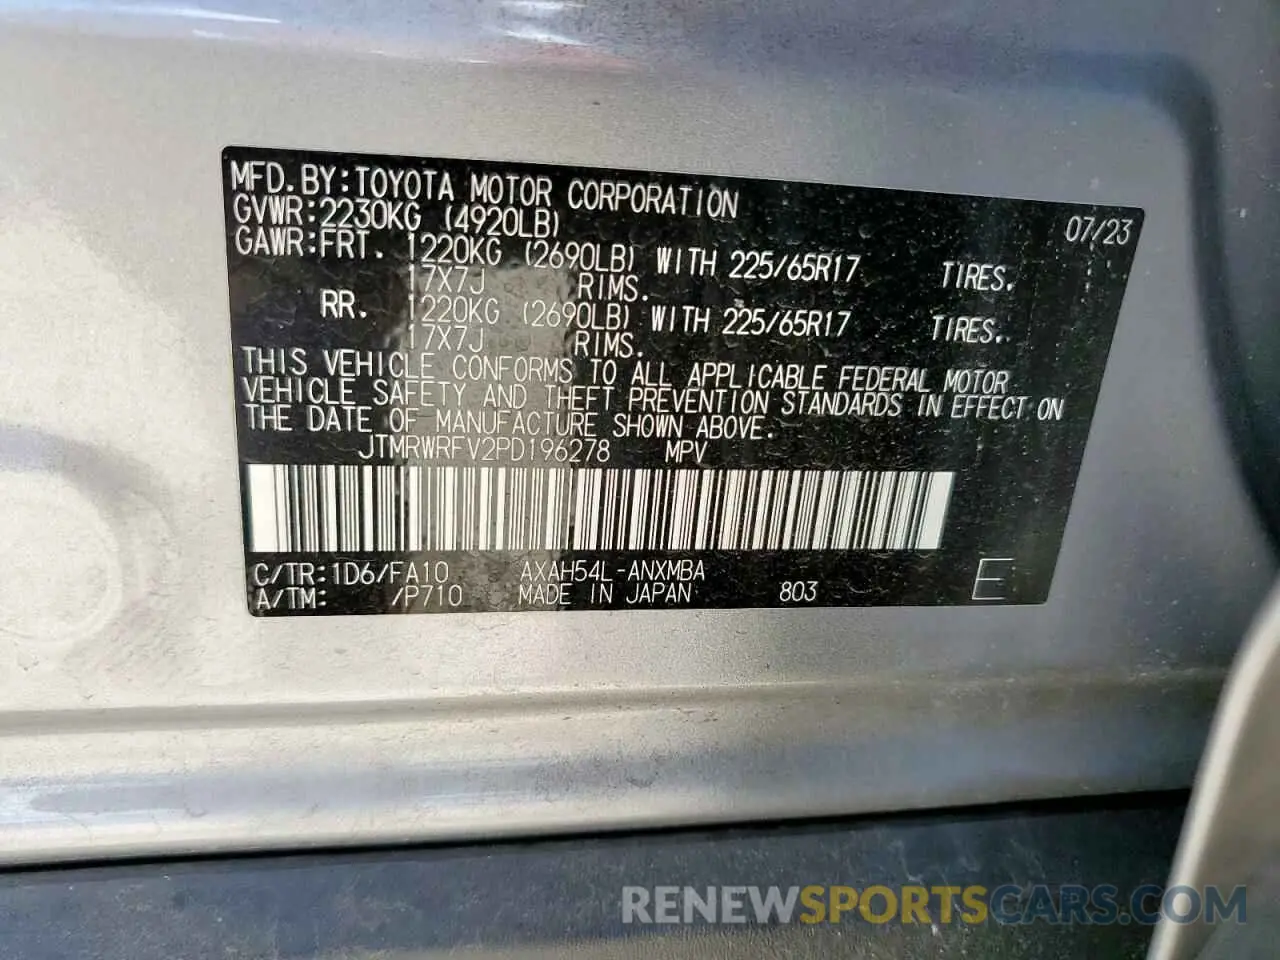 MFD.BY:TOYOTA MOTOR CORPORATION 07/23
GVWR:2230KG (4920LB)
GAWR:FRT. 1220KG (2690LB) WITH 225/65R17 TIRES.
17X7J RIMS.
RR. 1220KG (2690LB) WITH 225/65R17 TIRES.
17X7J RIMS.
THIS VEHICLE CONFORMS TO ALL APPLICABLE FEDERAL MOTOR
VEHICLE SAFETY AND THEFT PREVENTION STANDARDS IN EFFECT ON
THE DATE OF MANUFACTURE SHOWN ABOVE.
JTMRWRFV2PD196278 MPV
C/TR:1D6/FA10 AXAH54L-ANXMBA
A/TM: /P710 MADE IN JAPAN 803 E
RENEWSPORTSCARS.COM